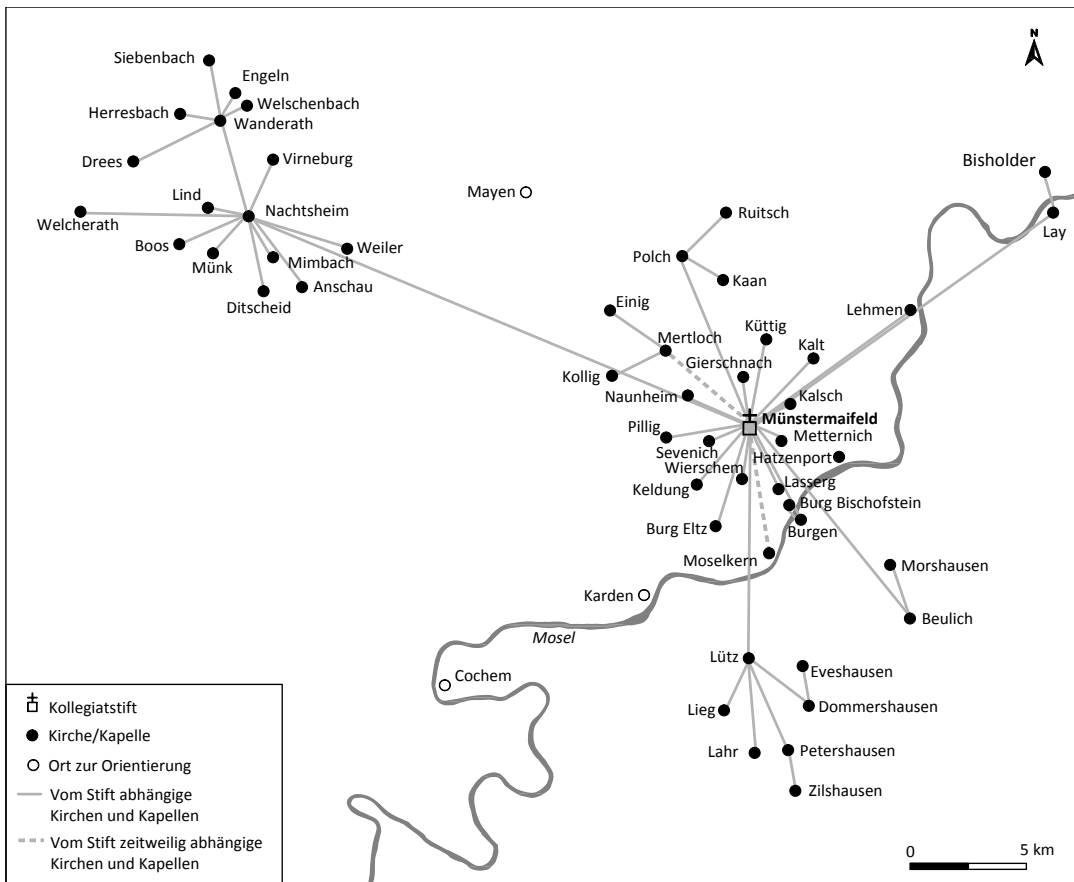 N
Siebenbach
Engeln
Welschenbach
Herresbach
Wanderath
Drees
Virneburg
Bisholder
Mayen
Lind
Nachtsheim
Welcherath
Ruitsch
Lay
Boos
Weiler
Münk
Mimbach
Polch
Kaan
Anschau
Ditscheid
Einig
Lehmen
Küttig
Mertloch
Kalt
Gierschnach
Kollig
Naunheim
Kalsch
Münstermaifeld
Pillig
Metternich
Sevenich
Hatzenport
Wierschem
Keldung
Lasserg
Burg Bischofstein
Burg Eltz
Burgen
Moselkern
Morshausen
Karden
Beulich
Mosel
Lütz
Eveshausen
Cochem
Lieg
Dommershausen
Lahr
Petershausen
Zilshausen
Kollegiatstift
Kirche/Kapelle
Ort zur Orientierung
Vom Stift abhängige
Kirchen und Kapellen
Vom Stift zeitweilig abhängige
Kirchen und Kapellen
0 5 km